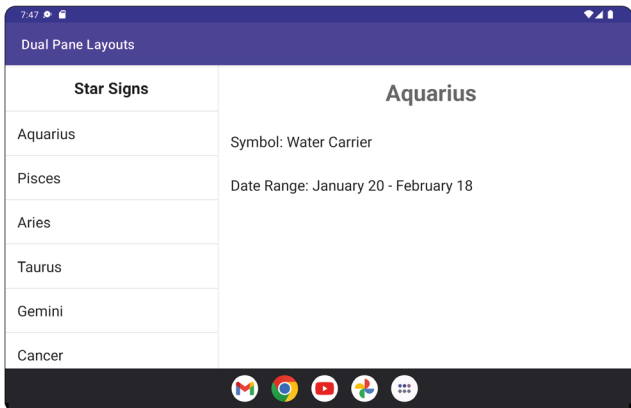 7:47
Dual Pane Layouts
Star Signs
Aquarius
Pisces
Aries
Taurus
Gemini
Cancer
Aquarius
Symbol: Water Carrier
Date Range: January 20 - February 18